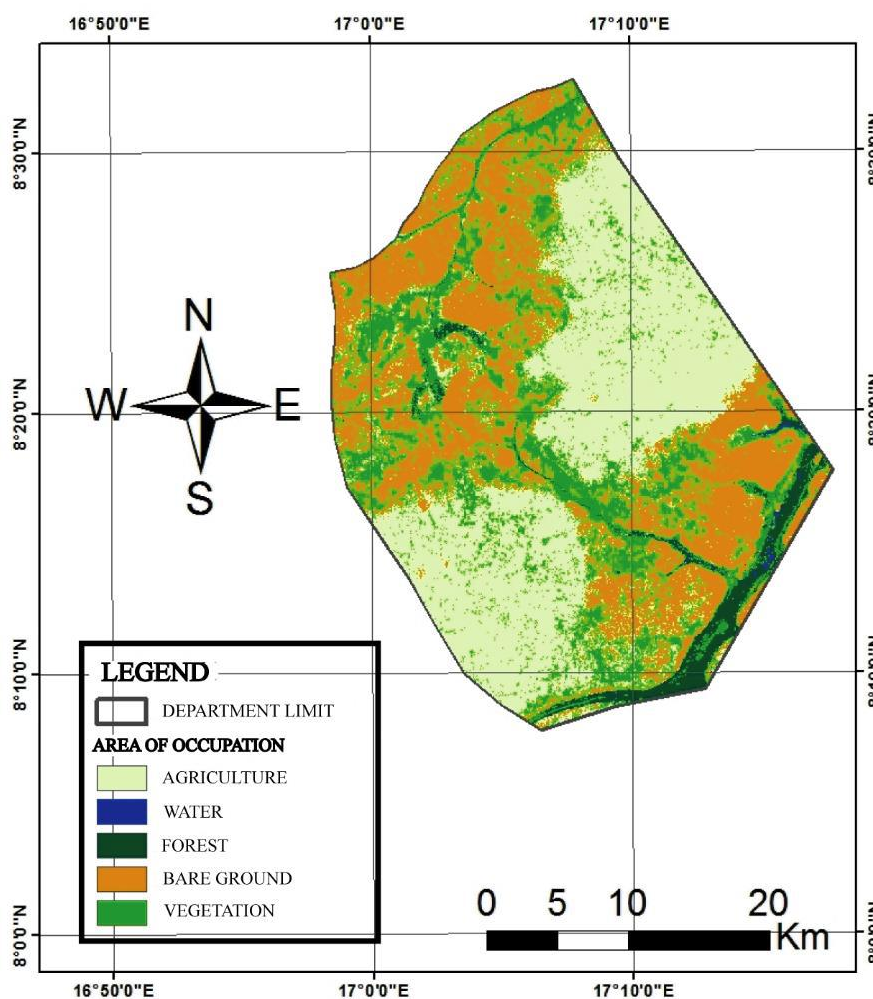 16°50'0"E 17°0'0"E 17°10'0"E
8°30'0"N
8°20'0"N
8°10'0"N
8°0'0"N
N
W E
S
LEGEND
DEPARTMENT LIMIT
AREA OF OCCUPATION
AGRICULTURE
WATER
FOREST
BARE GROUND
VEGETATION
0 5 10 20
Km
16°50'0"E 17°0'0"E 17°10'0"E